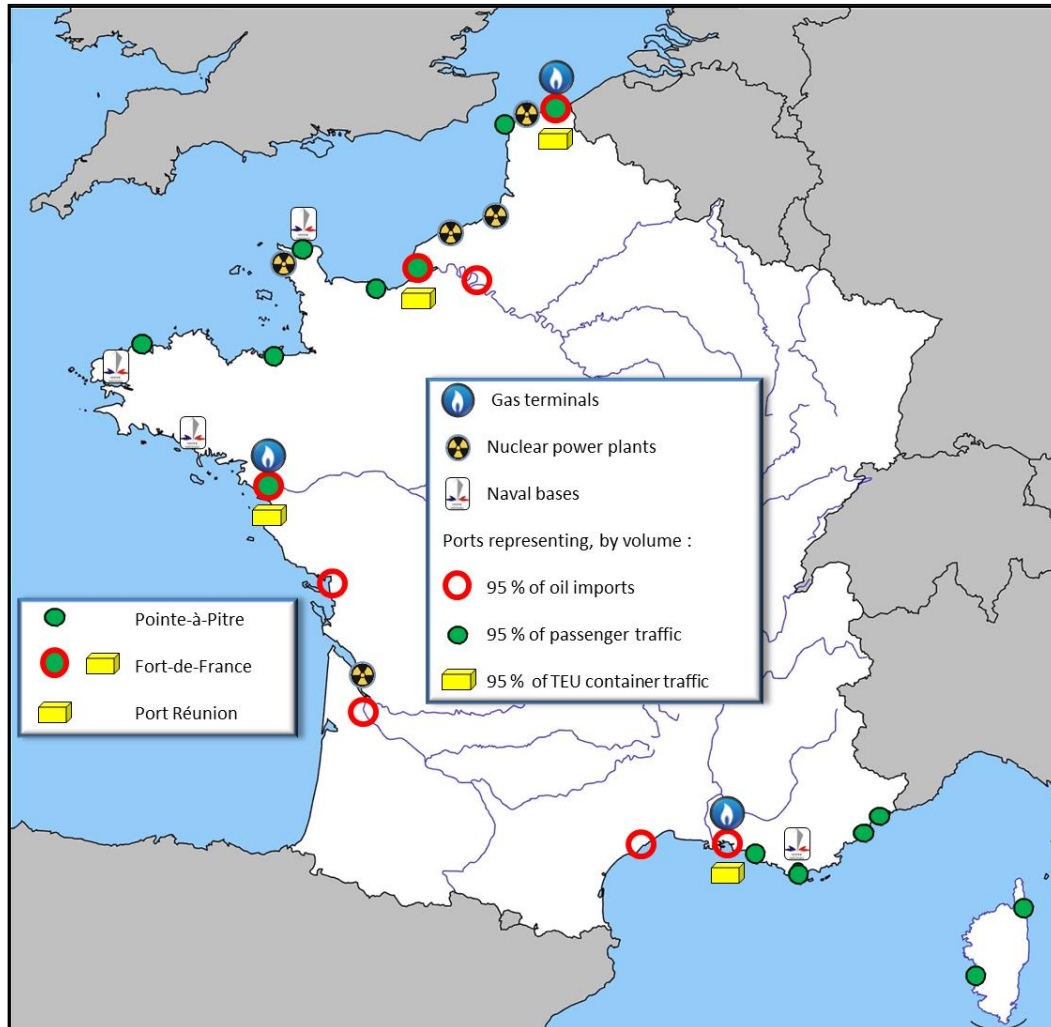 Gas terminals
Nuclear power plants
Naval bases
Ports representing, by volume :
95 % of oil imports
95 % of passenger traffic
95 % of TEU container traffic
Pointe-à-Pitre
Fort-de-France
Port Réunion